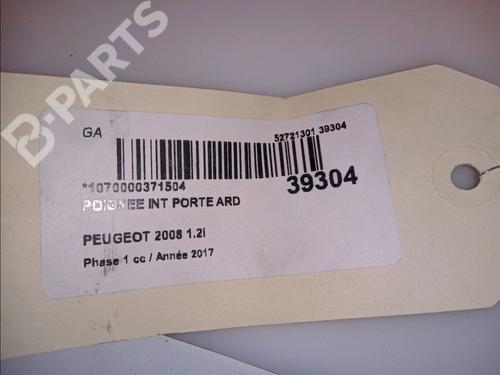 B-PARTS
GA
52721301 39304
*1070000371504
39304
POIGNEE INT PORTE ARD
PEUGEOT 2008 1.2i
Phase 1 cc / Année 2017